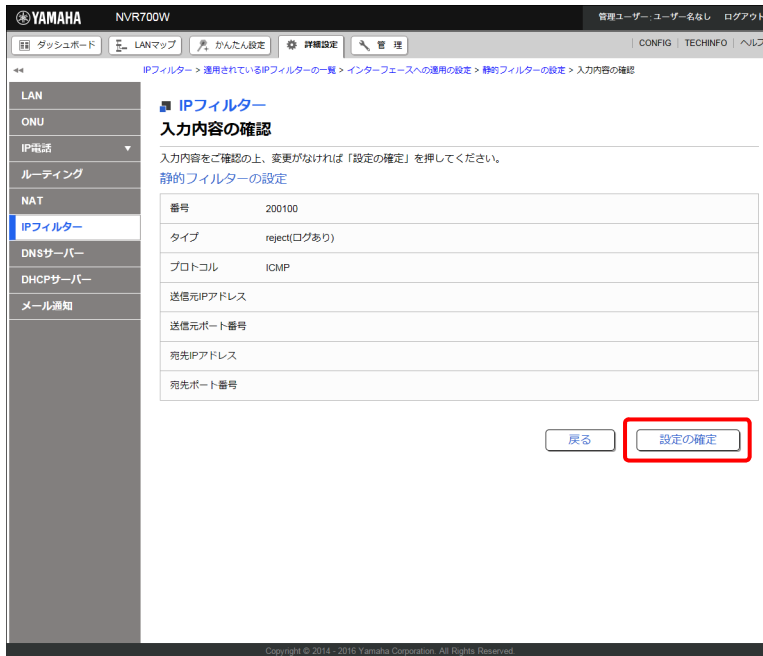 YAMAHA NVR700W 管理ユーザー: ユーザー名なし ログアウト
ダッシュボード LANマップ かんたん設定 詳細設定 管 理 CONFIG TECHINFO ヘルプ
IPフィルター > 適用されているIPフィルターの一覧 > インターフェースへの適用の設定 > 静的フィルターの設定 > 入力内容の確認
LAN
ONU
IP電話
ルーティング
NAT
IPフィルター
DNSサーバー
DHCPサーバー
メール通知
IPフィルター
入力内容の確認
入力内容をご確認の上、変更がなければ「設定の確定」を押してください。
静的フィルターの設定
番号 200100
タイプ reject(ログあり)
プロトコル ICMP
送信元IPアドレス
送信元ポート番号
宛先IPアドレス
宛先ポート番号
戻る 設定の確定
Copyright © 2014 - 2016 Yamaha Corporation. All Rights Reserved.